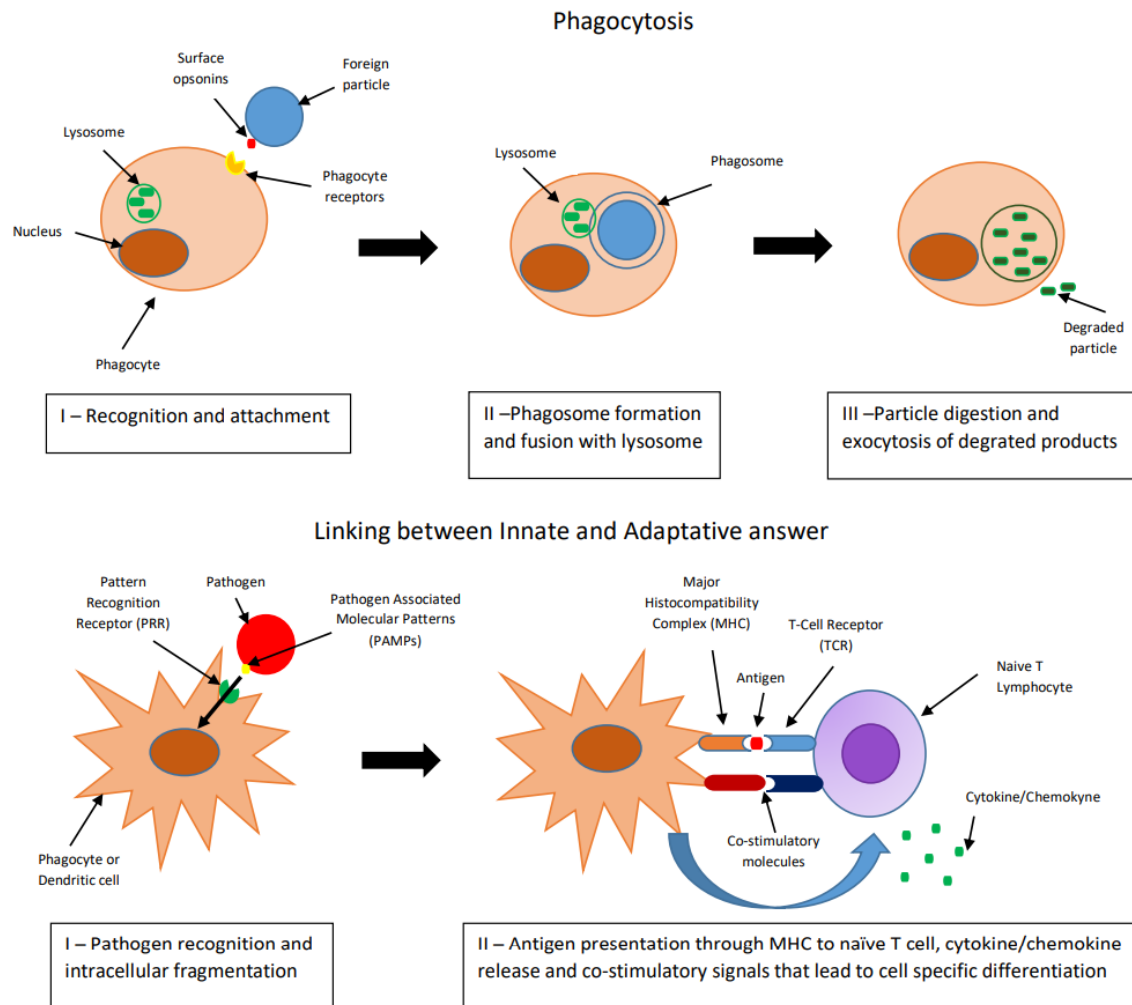 Phagocytosis
Surface
opsonins
Foreign
particle
Lysosome
Phagocyte
receptors
Nucleus
Phagocyte
Lysosome
Phagosome
Degraded
particle
I – Recognition and attachment
II –Phagosome formation
and fusion with lysosome
III –Particle digestion and
exocytosis of degrated products
Linking between Innate and Adaptative answer
Pattern
Recognition
Receptor (PRR)
Pathogen
Pathogen Associated
Molecular Patterns
(PAMPs)
Phagocyte or
Dendritic cell
Major
Histocompatibility
Complex (MHC)
T-Cell Receptor
(TCR)
Antigen
Naive T
Lymphocyte
Cytokine/Chemokyne
Co-stimulatory
molecules
I – Pathogen recognition and
intracellular fragmentation
II – Antigen presentation through MHC to naïve T cell, cytokine/chemokine
release and co-stimulatory signals that lead to cell specific differentiation